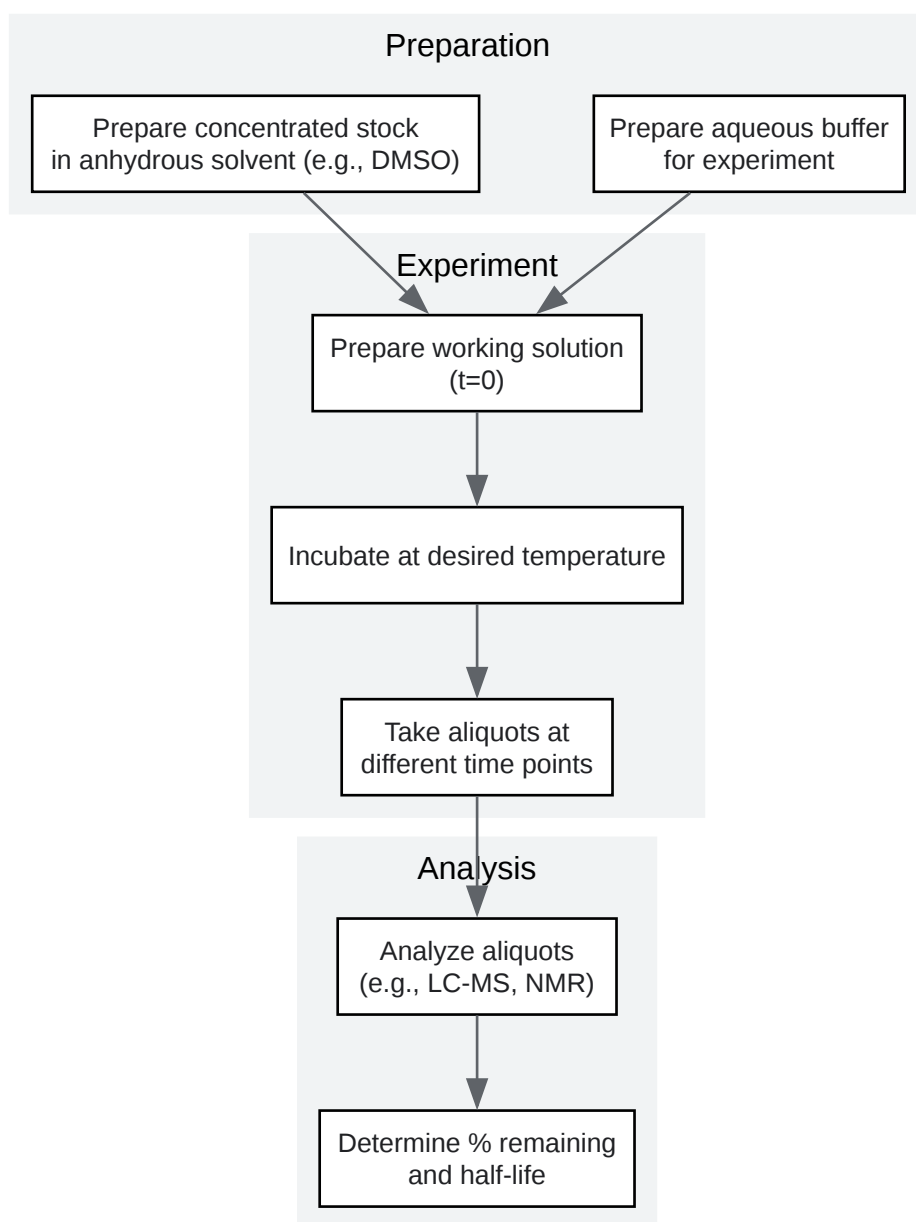 Preparation
Prepare concentrated stock
in anhydrous solvent (e.g., DMSO)
Prepare aqueous buffer
for experiment
Experiment
Prepare working solution
(t=0)
Incubate at desired temperature
Take aliquots at
different time points
Analysis
Analyze aliquots
(e.g., LC-MS, NMR)
Determine % remaining
and half-life